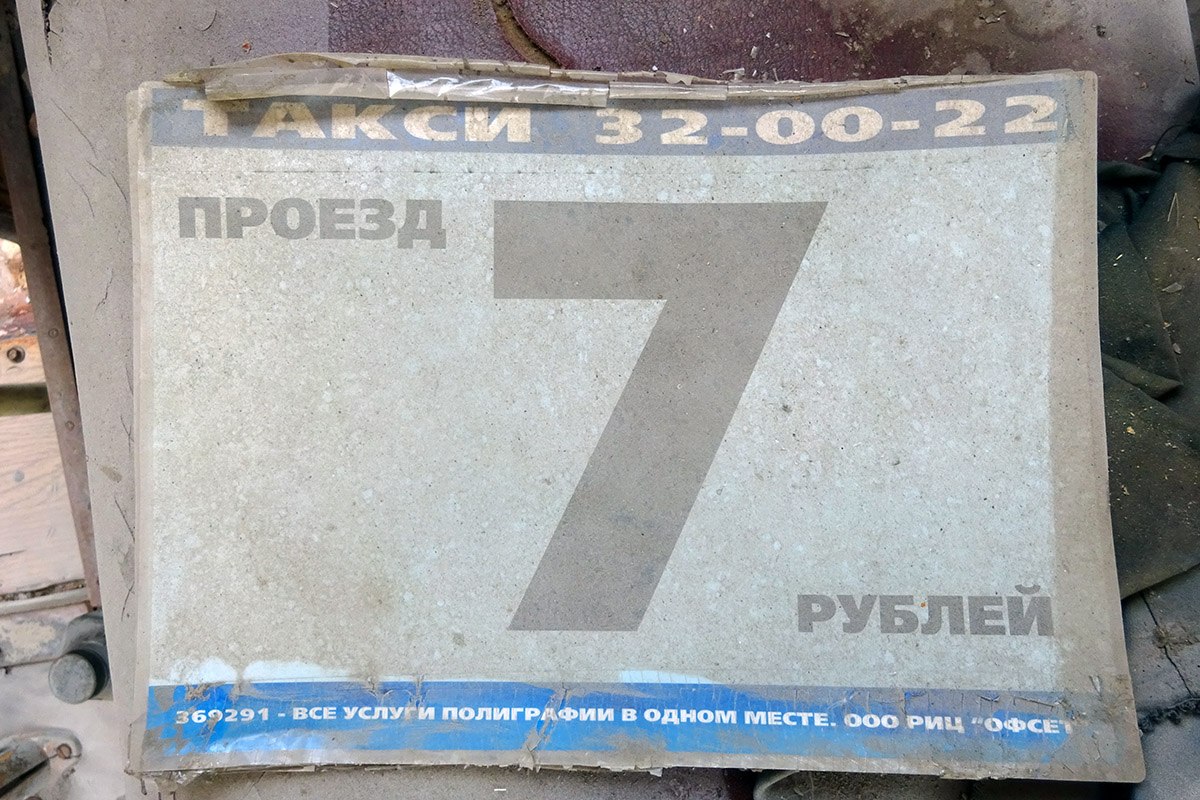 ТАКСИ 32-00-22
ПРОЕЗД
7
РУБЛЕЙ
369291 - ВСЕ УСЛУГИ ПОЛИГРАФИИ В ОДНОМ МЕСТЕ. ООО РИЦ "ОФСЕТ